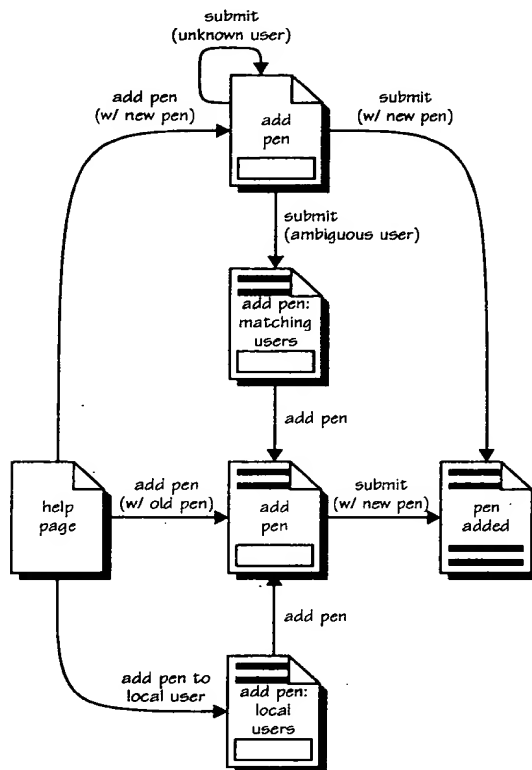 submit
(unknown user)
add pen
(w/ new pen)
add
pen
submit
(w/ new pen)
submit
(ambiguous user)
add pen:
matching
users
add pen
help
page
add pen
(w/ old pen)
add
pen
submit
(w/ new pen)
pen
added
add pen
add pen to
local user
add pen:
local
users